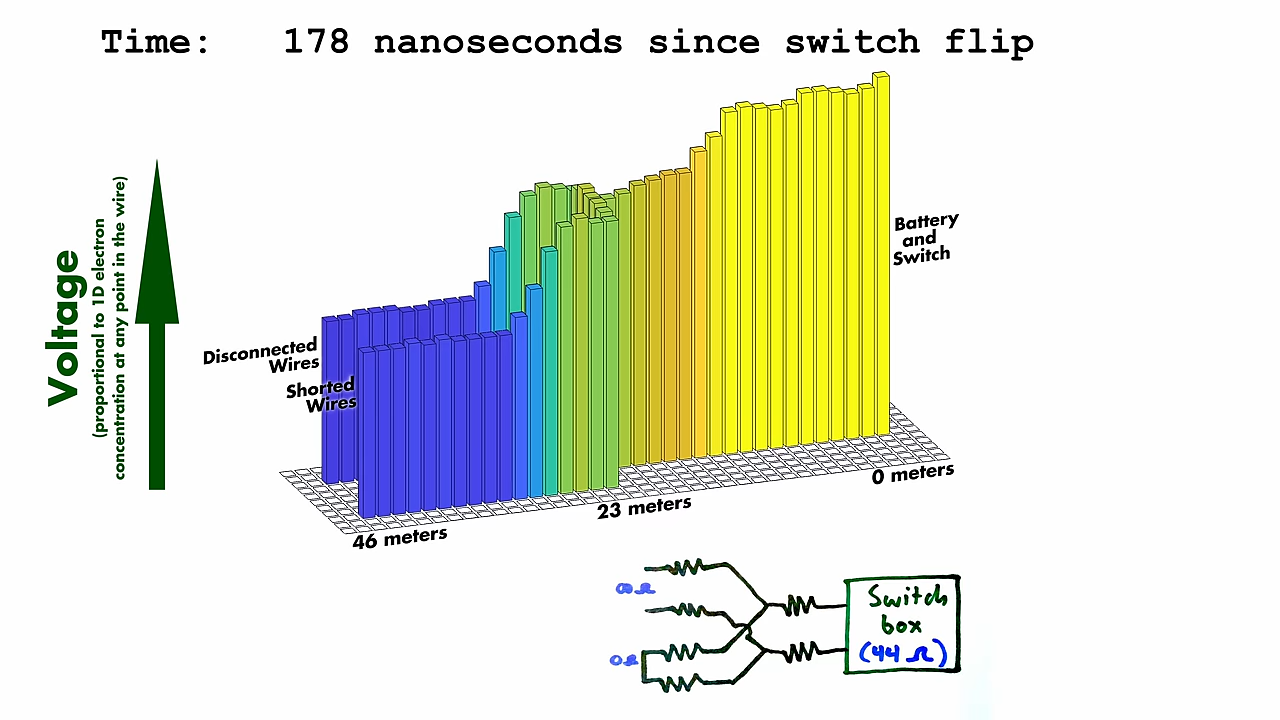 Time: 178 nanoseconds since switch flip
Voltage
(proportional to 1D electron
concentration at any point in the wire)
Battery
and
Switch
Disconnected
Wires
Shorted
Wires
0 meters
23 meters
46 meters
∞Ω
0Ω
Switch
box
(44 Ω)